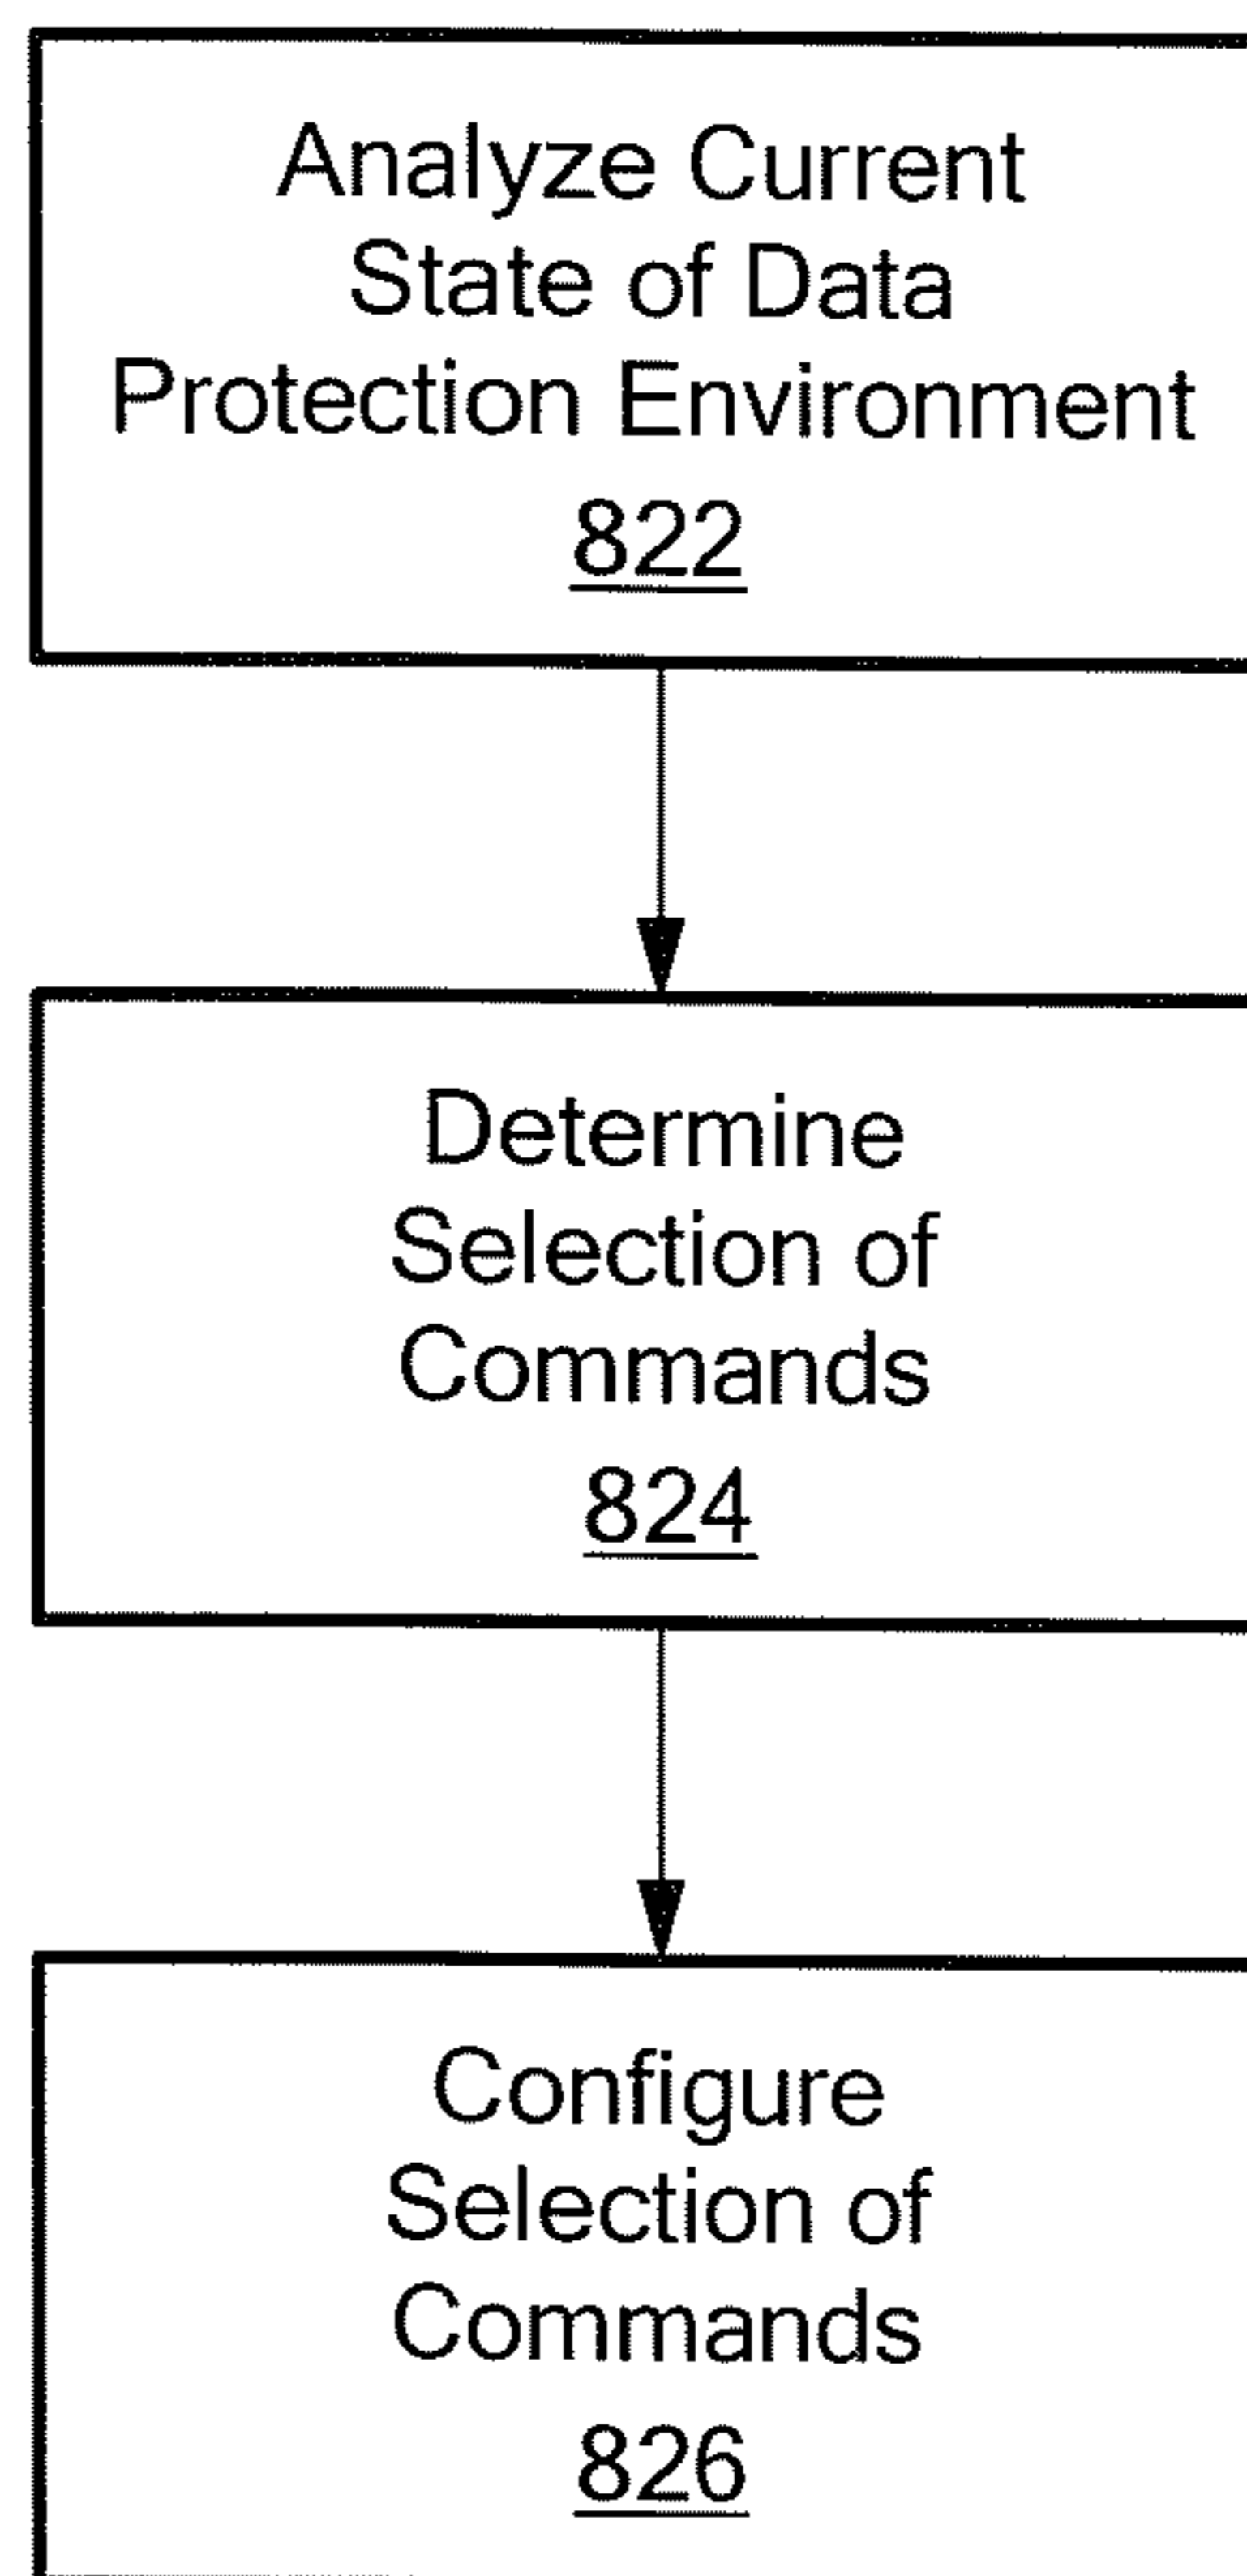 Analyze Current
State of Data
Protection Environment
822
Determine
Selection of
Commands
824
Configure
Selection of
Commands
826